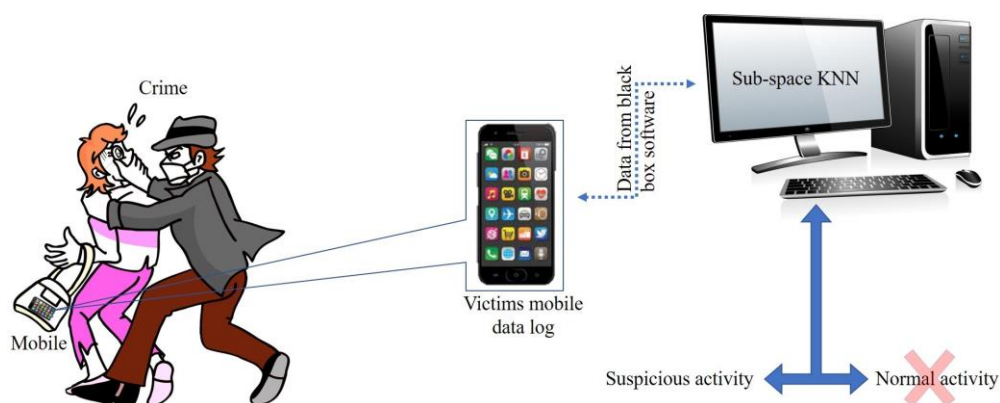 Crime
Mobile
Victims mobile
data log
Data from black
box software
Sub-space KNN
Suspicious activity
Normal activity